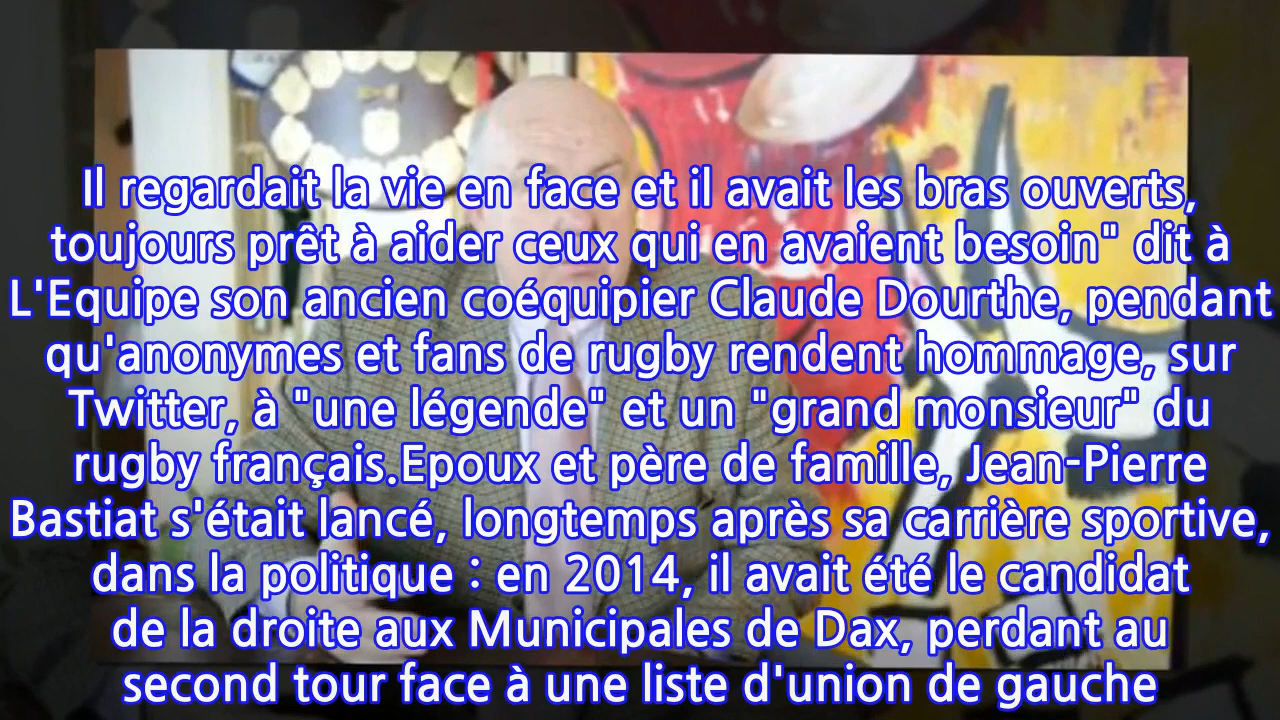 Il regardait la vie en face et il avait les bras ouverts,
toujours prêt à aider ceux qui en avaient besoin" dit à
L'Equipe son ancien coéquipier Claude Dourthe, pendant
qu'anonymes et fans de rugby rendent hommage, sur
Twitter, à "une légende" et un "grand monsieur" du
rugby français.Epoux et père de famille, Jean-Pierre
Bastiat s'était lancé, longtemps après sa carrière sportive,
dans la politique : en 2014, il avait été le candidat
de la droite aux Municipales de Dax, perdant au
second tour face à une liste d'union de gauche